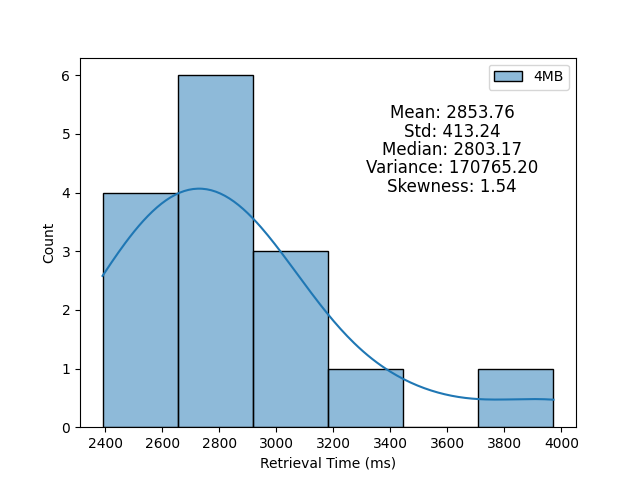 4MB
Mean: 2853.76
Std: 413.24
Median: 2803.17
Variance: 170765.20
Skewness: 1.54
6
5
4
3
2
1
0
Count
2400 2600 2800 3000 3200 3400 3600 3800 4000
Retrieval Time (ms)